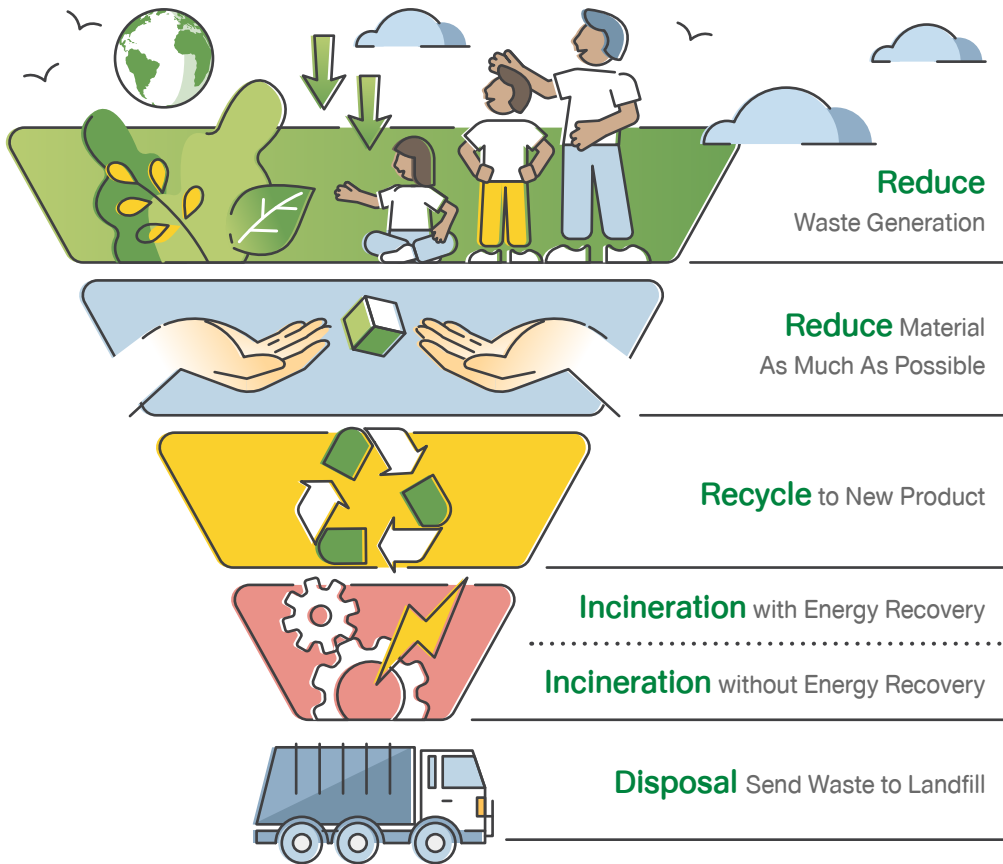 Reduce
Waste Generation
Reduce Material
As Much As Possible
Recycle to New Product
Incineration with Energy Recovery
Incineration without Energy Recovery
Disposal Send Waste to Landfill